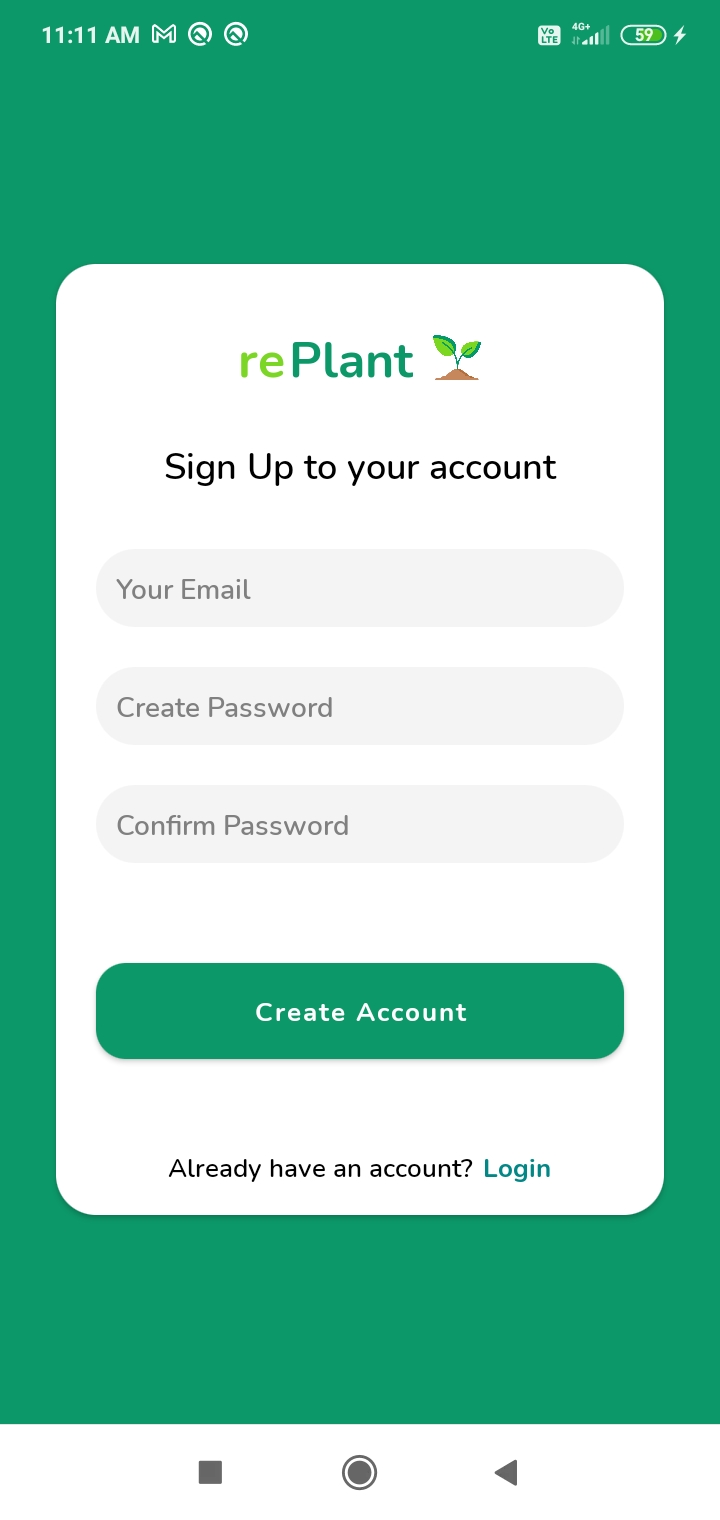 11:11 AM
Vo LTE 4G+ 59
rePlant
Sign Up to your account
Your Email
Create Password
Confirm Password
Create Account
Already have an account? Login